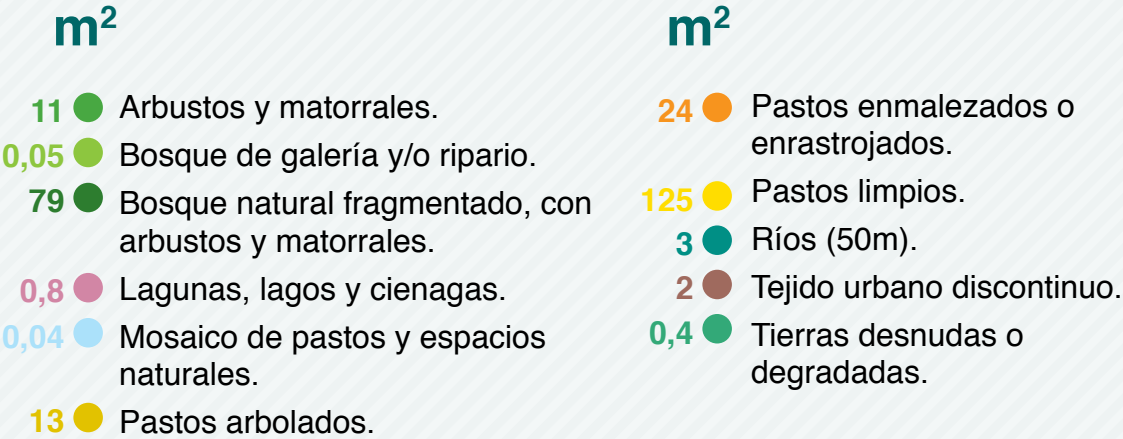 m²
11 Arbustos y matorrales.
0,05 Bosque de galería y/o ripario.
79 Bosque natural fragmentado, con
arbustos y matorrales.
0,8 Lagunas, lagos y cienagas.
0,04 Mosaico de pastos y espacios
naturales.
13 Pastos arbolados.
m²
24 Pastos enmalezados o
enrastrojados.
125 Pastos limpios.
3 Ríos (50m).
2 Tejido urbano discontinuo.
0,4 Tierras desnudas o
degradadas.